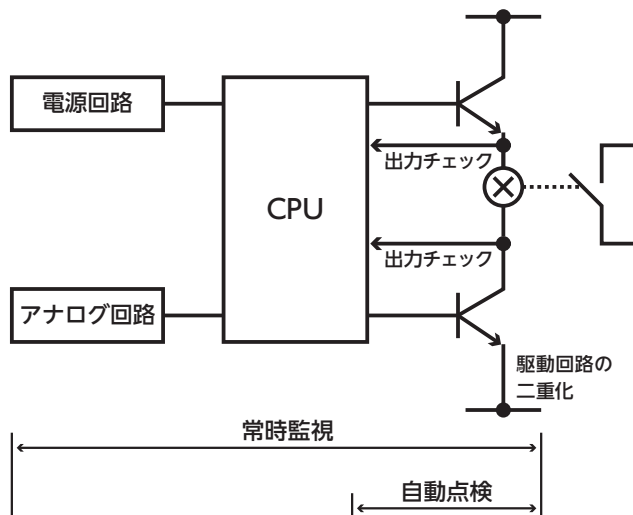 電源回路
出力チェック
CPU
出力チェック
アナログ回路
駆動回路の
二重化
常時監視
自動点検